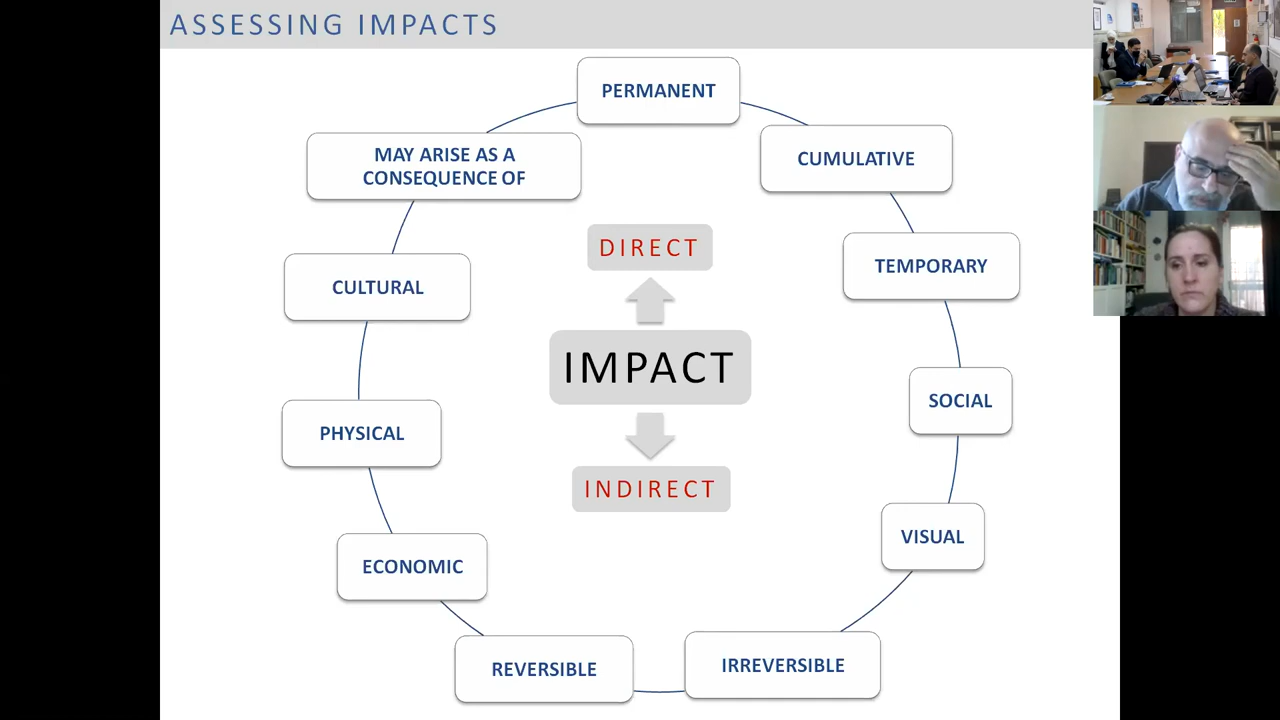 ASSESSING IMPACTS
PERMANENT
CUMULATIVE
TEMPORARY
SOCIAL
VISUAL
IRREVERSIBLE
REVERSIBLE
ECONOMIC
PHYSICAL
CULTURAL
MAY ARISE AS A
CONSEQUENCE OF
DIRECT
IMPACT
INDIRECT